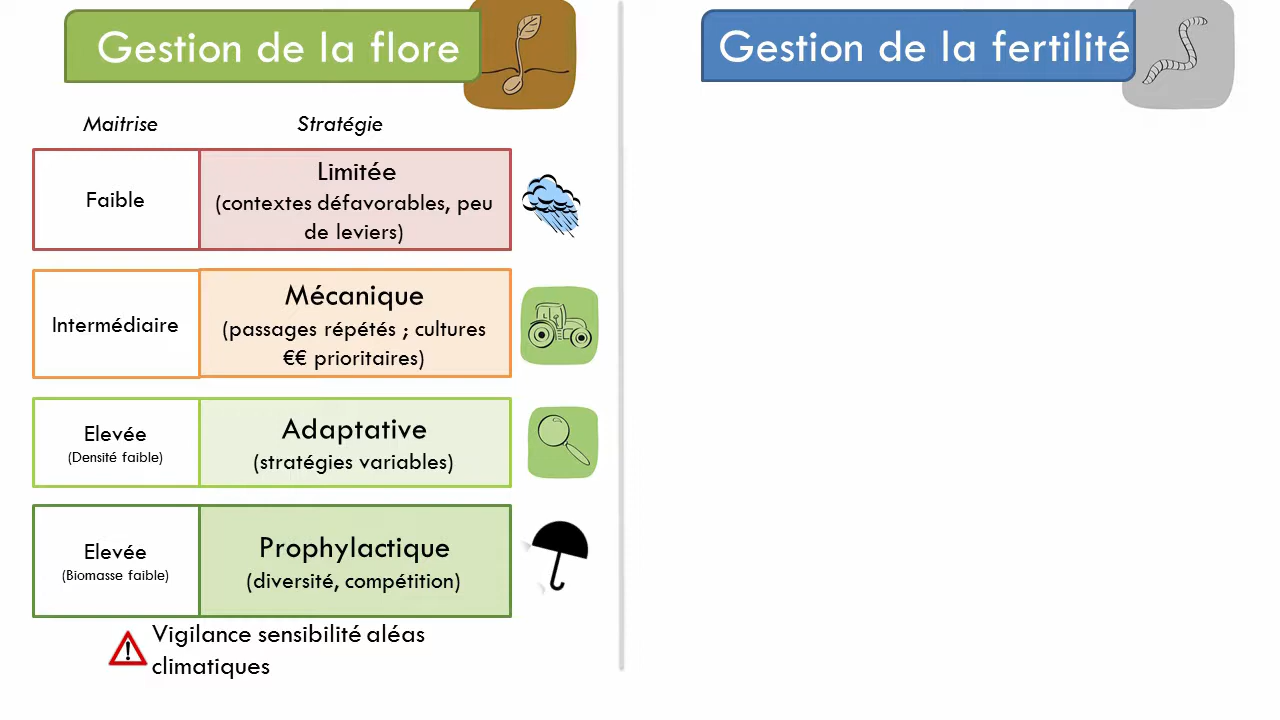 Gestion de la flore
Gestion de la fertilité
Maitrise
Stratégie
Faible
Limitée
(contextes défavorables, peu
de leviers)
Intermédiaire
Mécanique
(passages répétés ; cultures
€€ prioritaires)
Elevée
(Densité faible)
Adaptative
(stratégies variables)
Elevée
(Biomasse faible)
Prophylactique
(diversité, compétition)
Vigilance sensibilité aléas
climatiques